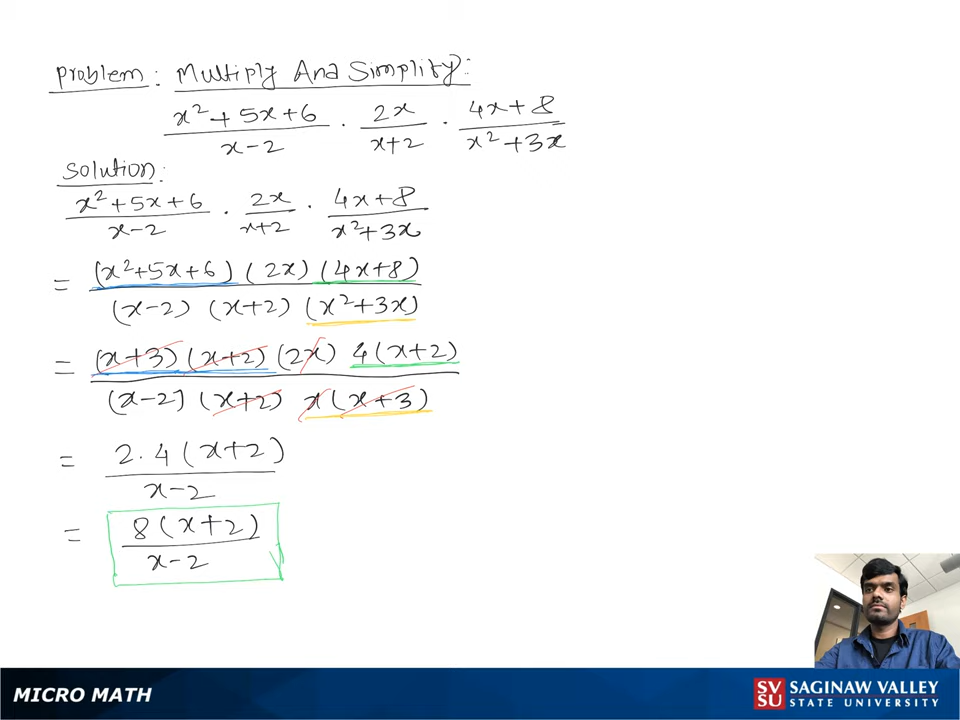 Problem: Multiply And Simplity:
x²+5x+6/x-2 · 2x/x+2 · 4x+8/x²+3x
Solution:
x²+5x+6/x-2 · 2x/x+2 · 4x+8/x²+3x
= (x²+5x+6)(2x)(4x+8)/(x-2)(x+2)(x²+3x)
= (x+3)(x+2)(2x) 4(x+2)/(x-2)(x+2) x(x+3)
= 2·4(x+2)/x-2
= 8(x+2)/x-2
MICRO MATH
SVSU SAGINAW VALLEY
STATE UNIVERSITY